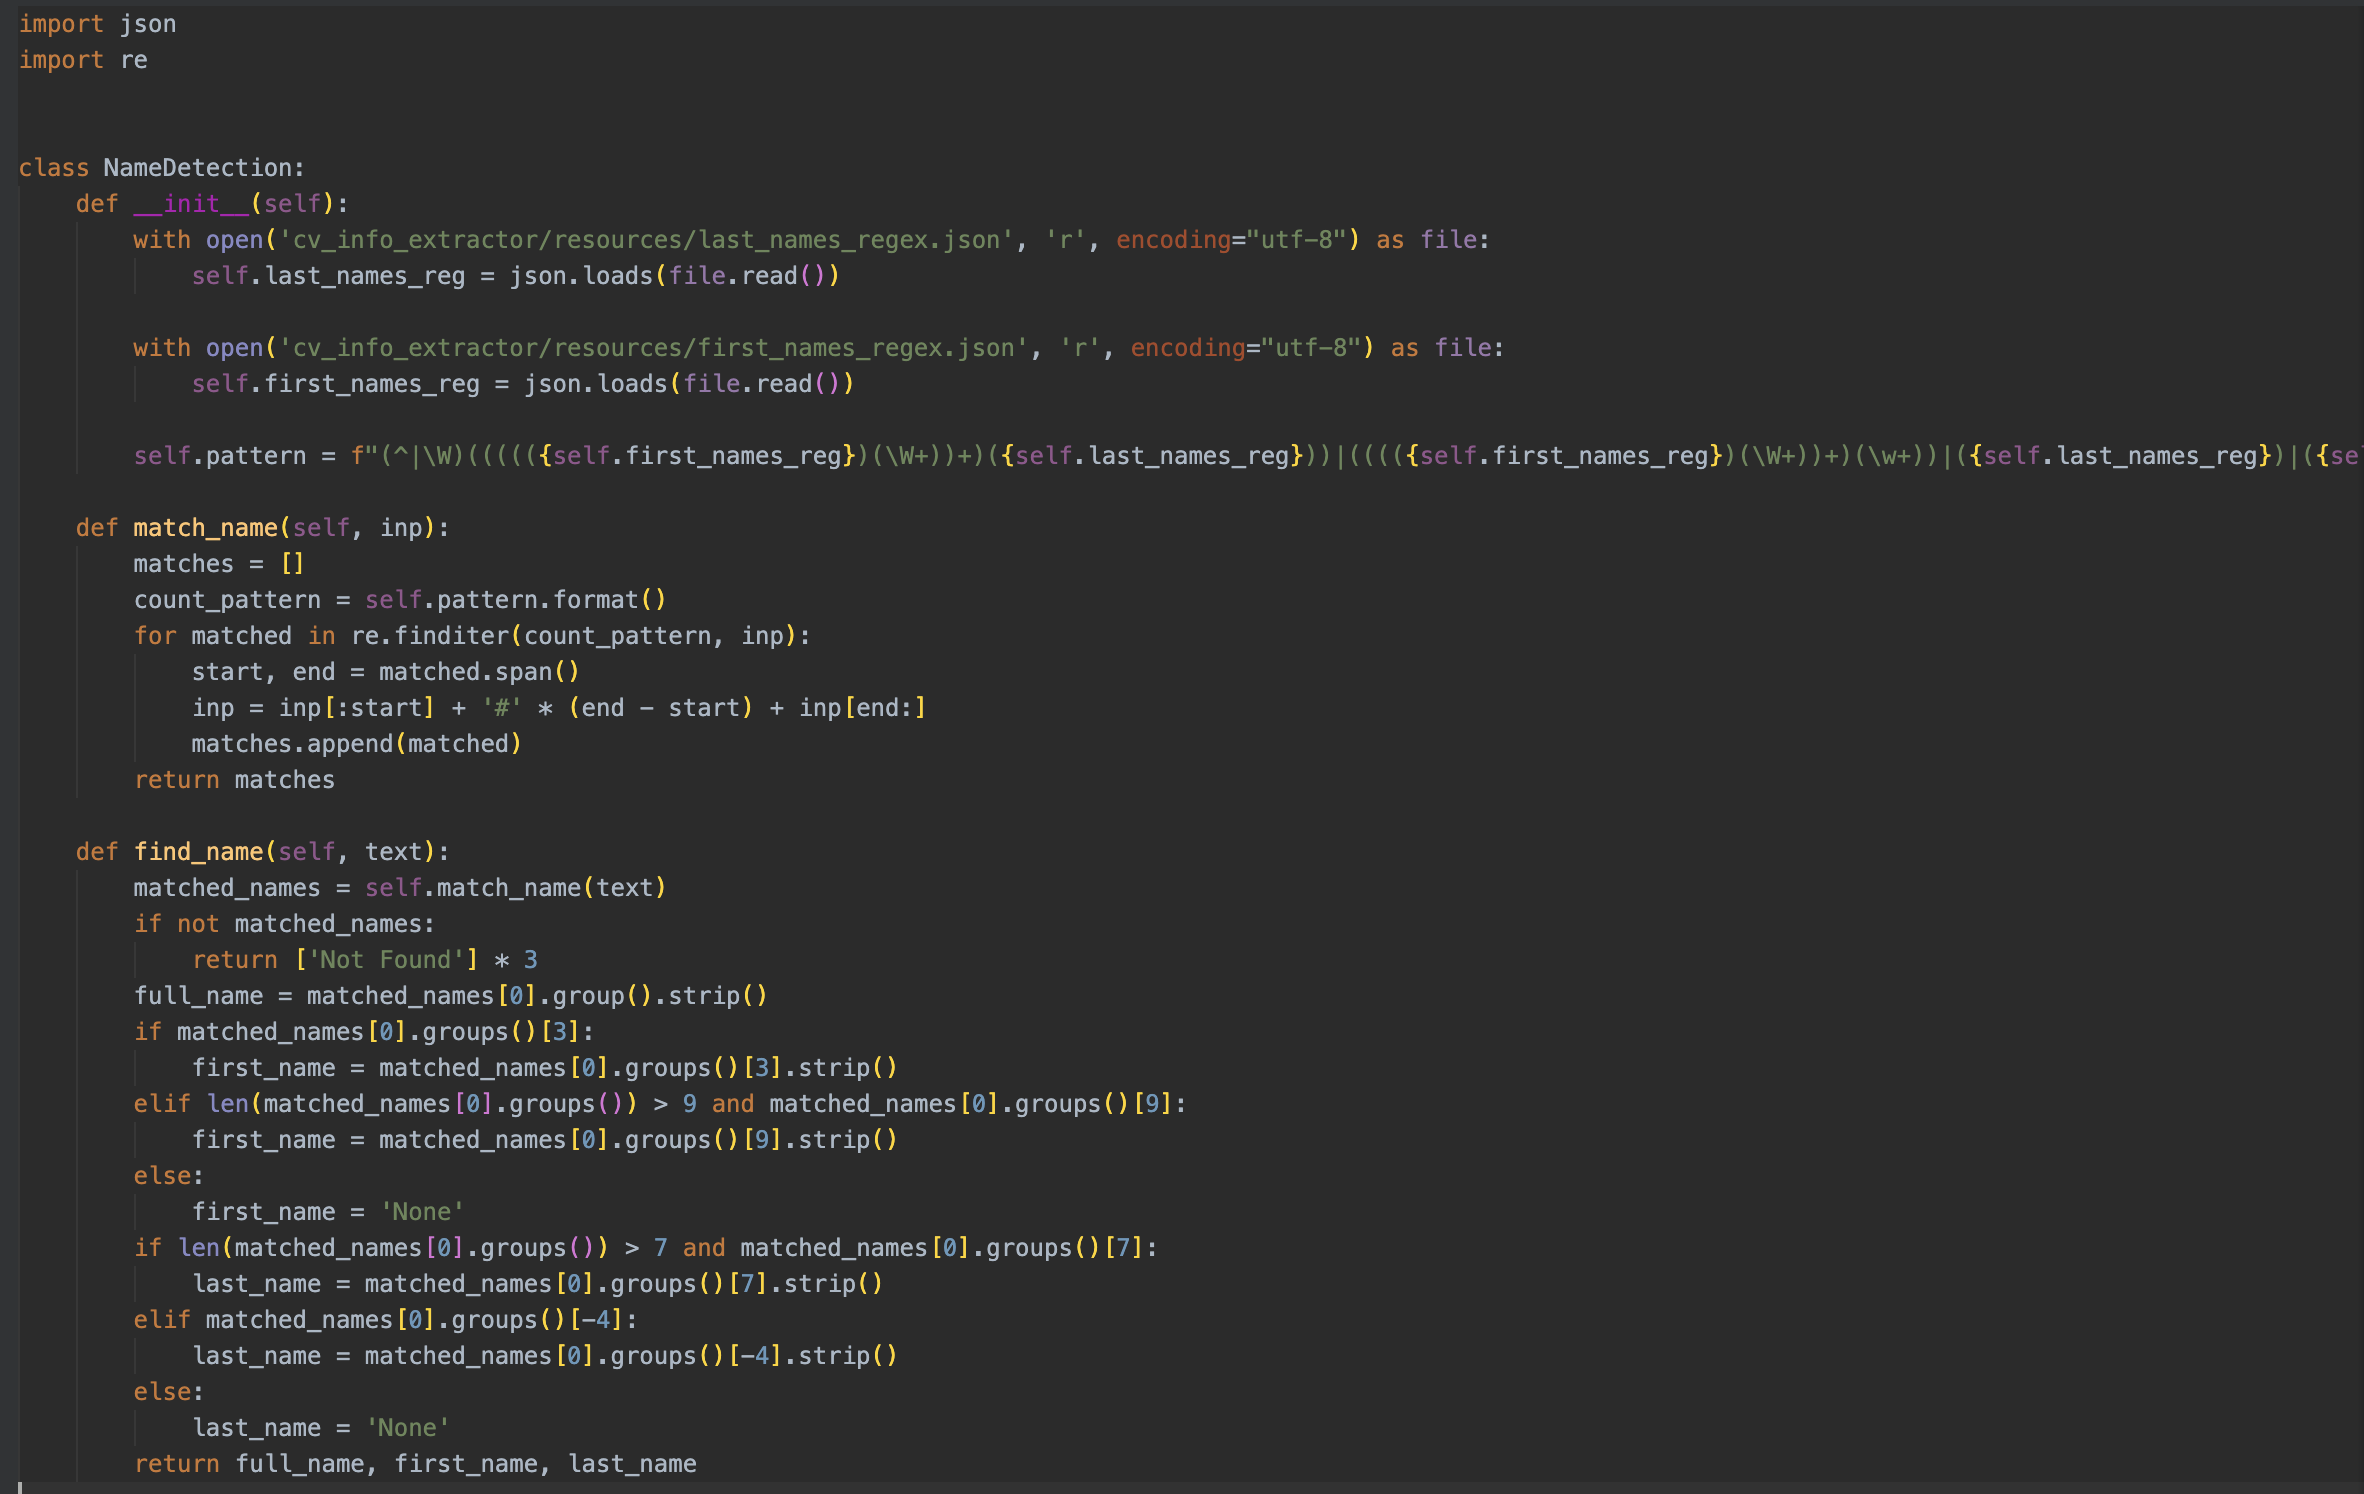 import json
import re
class NameDetection:
    def __init__(self):
        with open('cv_info_extractor/resources/last_names_regex.json', 'r', encoding="utf-8") as file:
            self.last_names_reg = json.loads(file.read())
        with open('cv_info_extractor/resources/first_names_regex.json', 'r', encoding="utf-8") as file:
            self.first_names_reg = json.loads(file.read())
        self.pattern = f"(^|\W)((((({self.first_names_reg})(\W+))+)({self.last_names_reg}))|(((({self.first_names_reg})(\W+))+)(\w+))|({self.last_names_reg})|({se
    def match_name(self, inp):
        matches = []
        count_pattern = self.pattern.format()
        for matched in re.finditer(count_pattern, inp):
            start, end = matched.span()
            inp = inp[:start] + '#' * (end - start) + inp[end:]
            matches.append(matched)
        return matches
    def find_name(self, text):
        matched_names = self.match_name(text)
        if not matched_names:
            return ['Not Found'] * 3
        full_name = matched_names[0].group().strip()
        if matched_names[0].groups()[3]:
            first_name = matched_names[0].groups()[3].strip()
        elif len(matched_names[0].groups()) > 9 and matched_names[0].groups()[9]:
            first_name = matched_names[0].groups()[9].strip()
        else:
            first_name = 'None'
        if len(matched_names[0].groups()) > 7 and matched_names[0].groups()[7]:
            last_name = matched_names[0].groups()[7].strip()
        elif matched_names[0].groups()[-4]:
            last_name = matched_names[0].groups()[-4].strip()
        else:
            last_name = 'None'
        return full_name, first_name, last_name